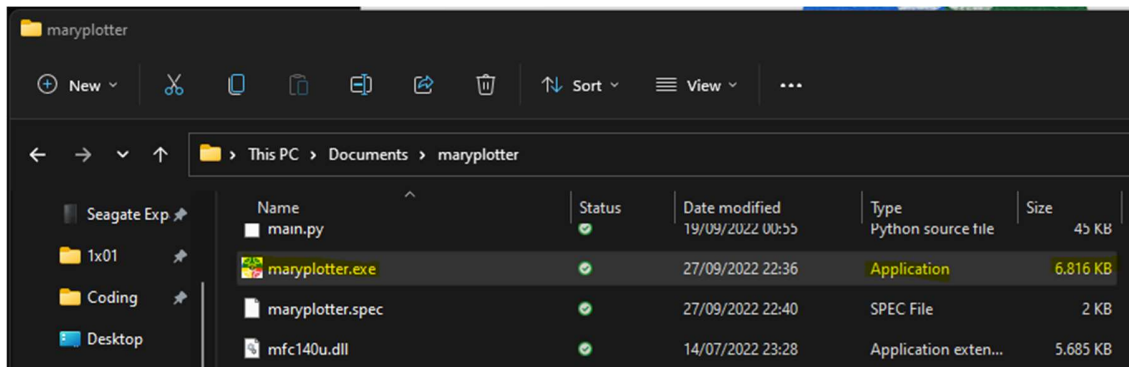 maryplotter
New Sort View
This PC > Documents > maryplotter
Seagate Exp Name Status Date modified Type Size
main.py 19/09/2022 00:55 Python source file 45 KB
1x01 maryplotter.exe 27/09/2022 22:36 Application 6.816 KB
Coding maryplotter.spec 27/09/2022 22:40 SPEC File 2 KB
Desktop mfc140u.dll 14/07/2022 23:28 Application exten... 5.685 KB